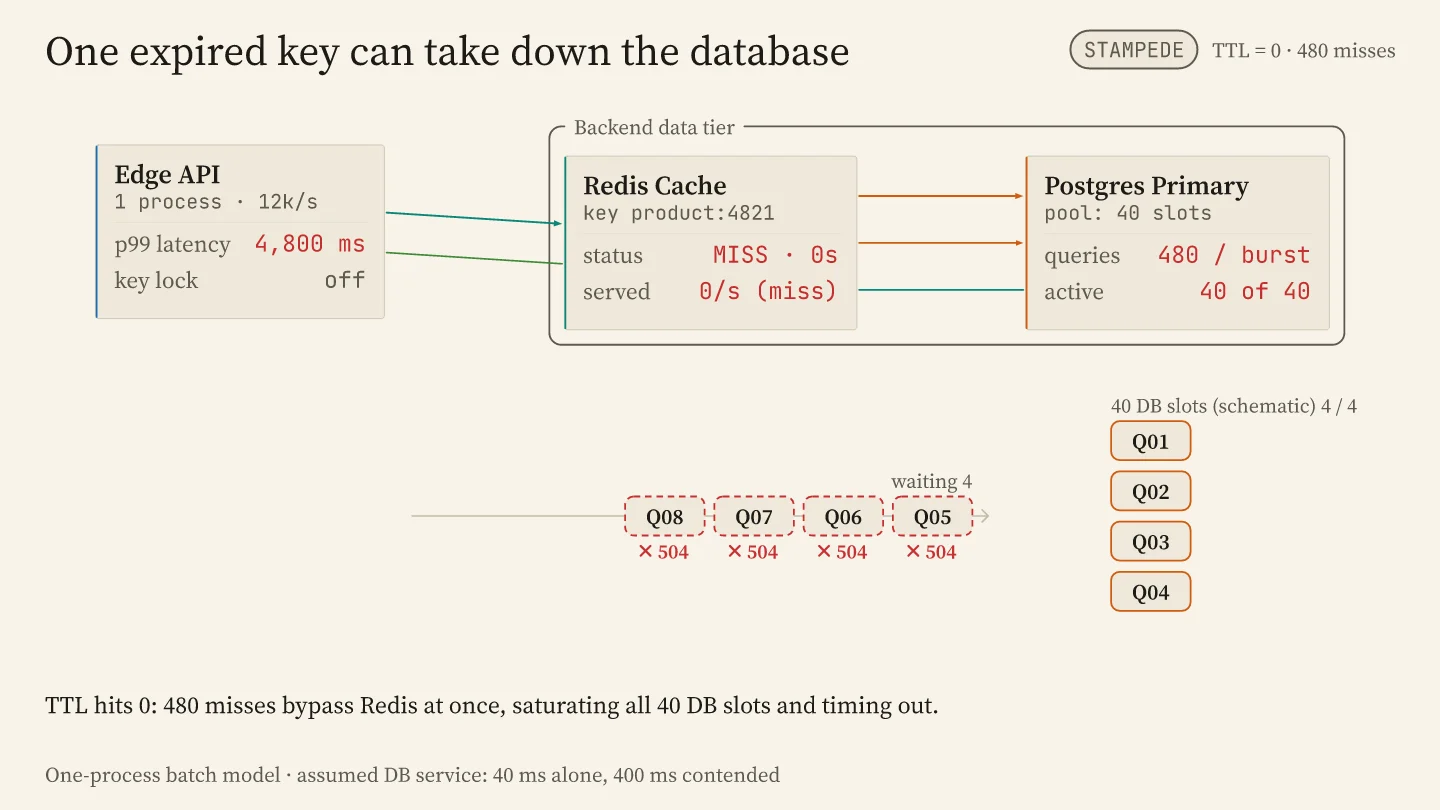 One expired key can take down the database
STAMPEDE
TTL = 0 · 480 misses
Backend data tier
Edge API
1 process · 12k/s
p99 latency 4,800 ms
key lock off
Redis Cache
key product:4821
status MISS · 0s
served 0/s (miss)
Postgres Primary
pool: 40 slots
queries 480 / burst
active 40 of 40
40 DB slots (schematic) 4 / 4
Q01
Q02
Q03
Q04
waiting 4
Q08 Q07 Q06 Q05
✕ 504 ✕ 504 ✕ 504 ✕ 504
TTL hits 0: 480 misses bypass Redis at once, saturating all 40 DB slots and timing out.
One-process batch model · assumed DB service: 40 ms alone, 400 ms contended